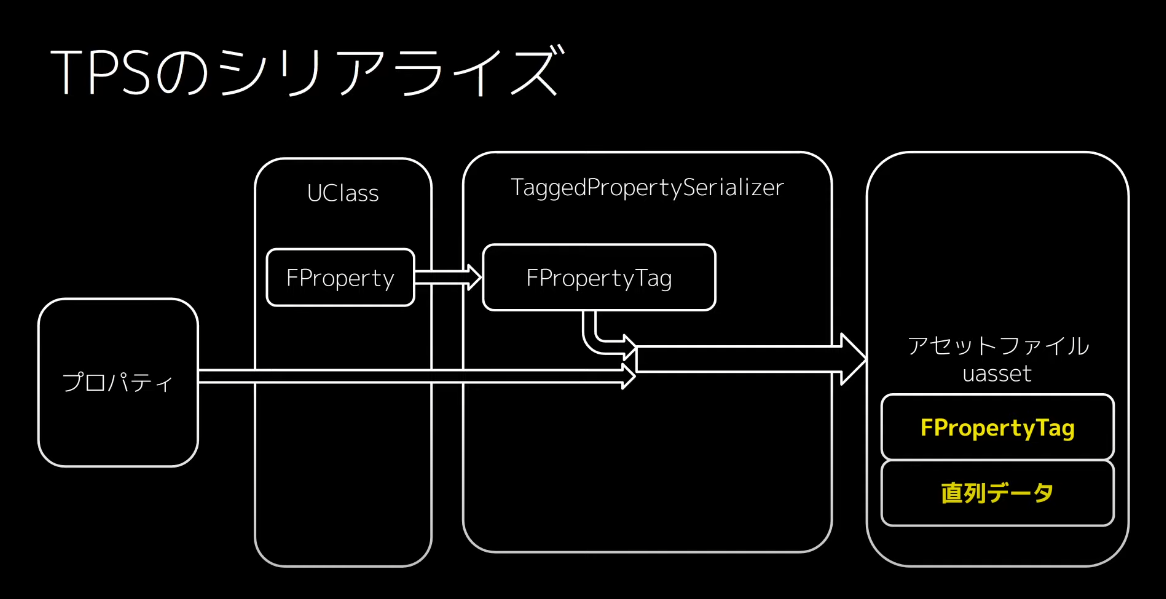 TPSのシリアライズ
UClass
TaggedPropertySerializer
FProperty
FPropertyTag
プロパティ
アセットファイル
uasset
FPropertyTag
直列データ